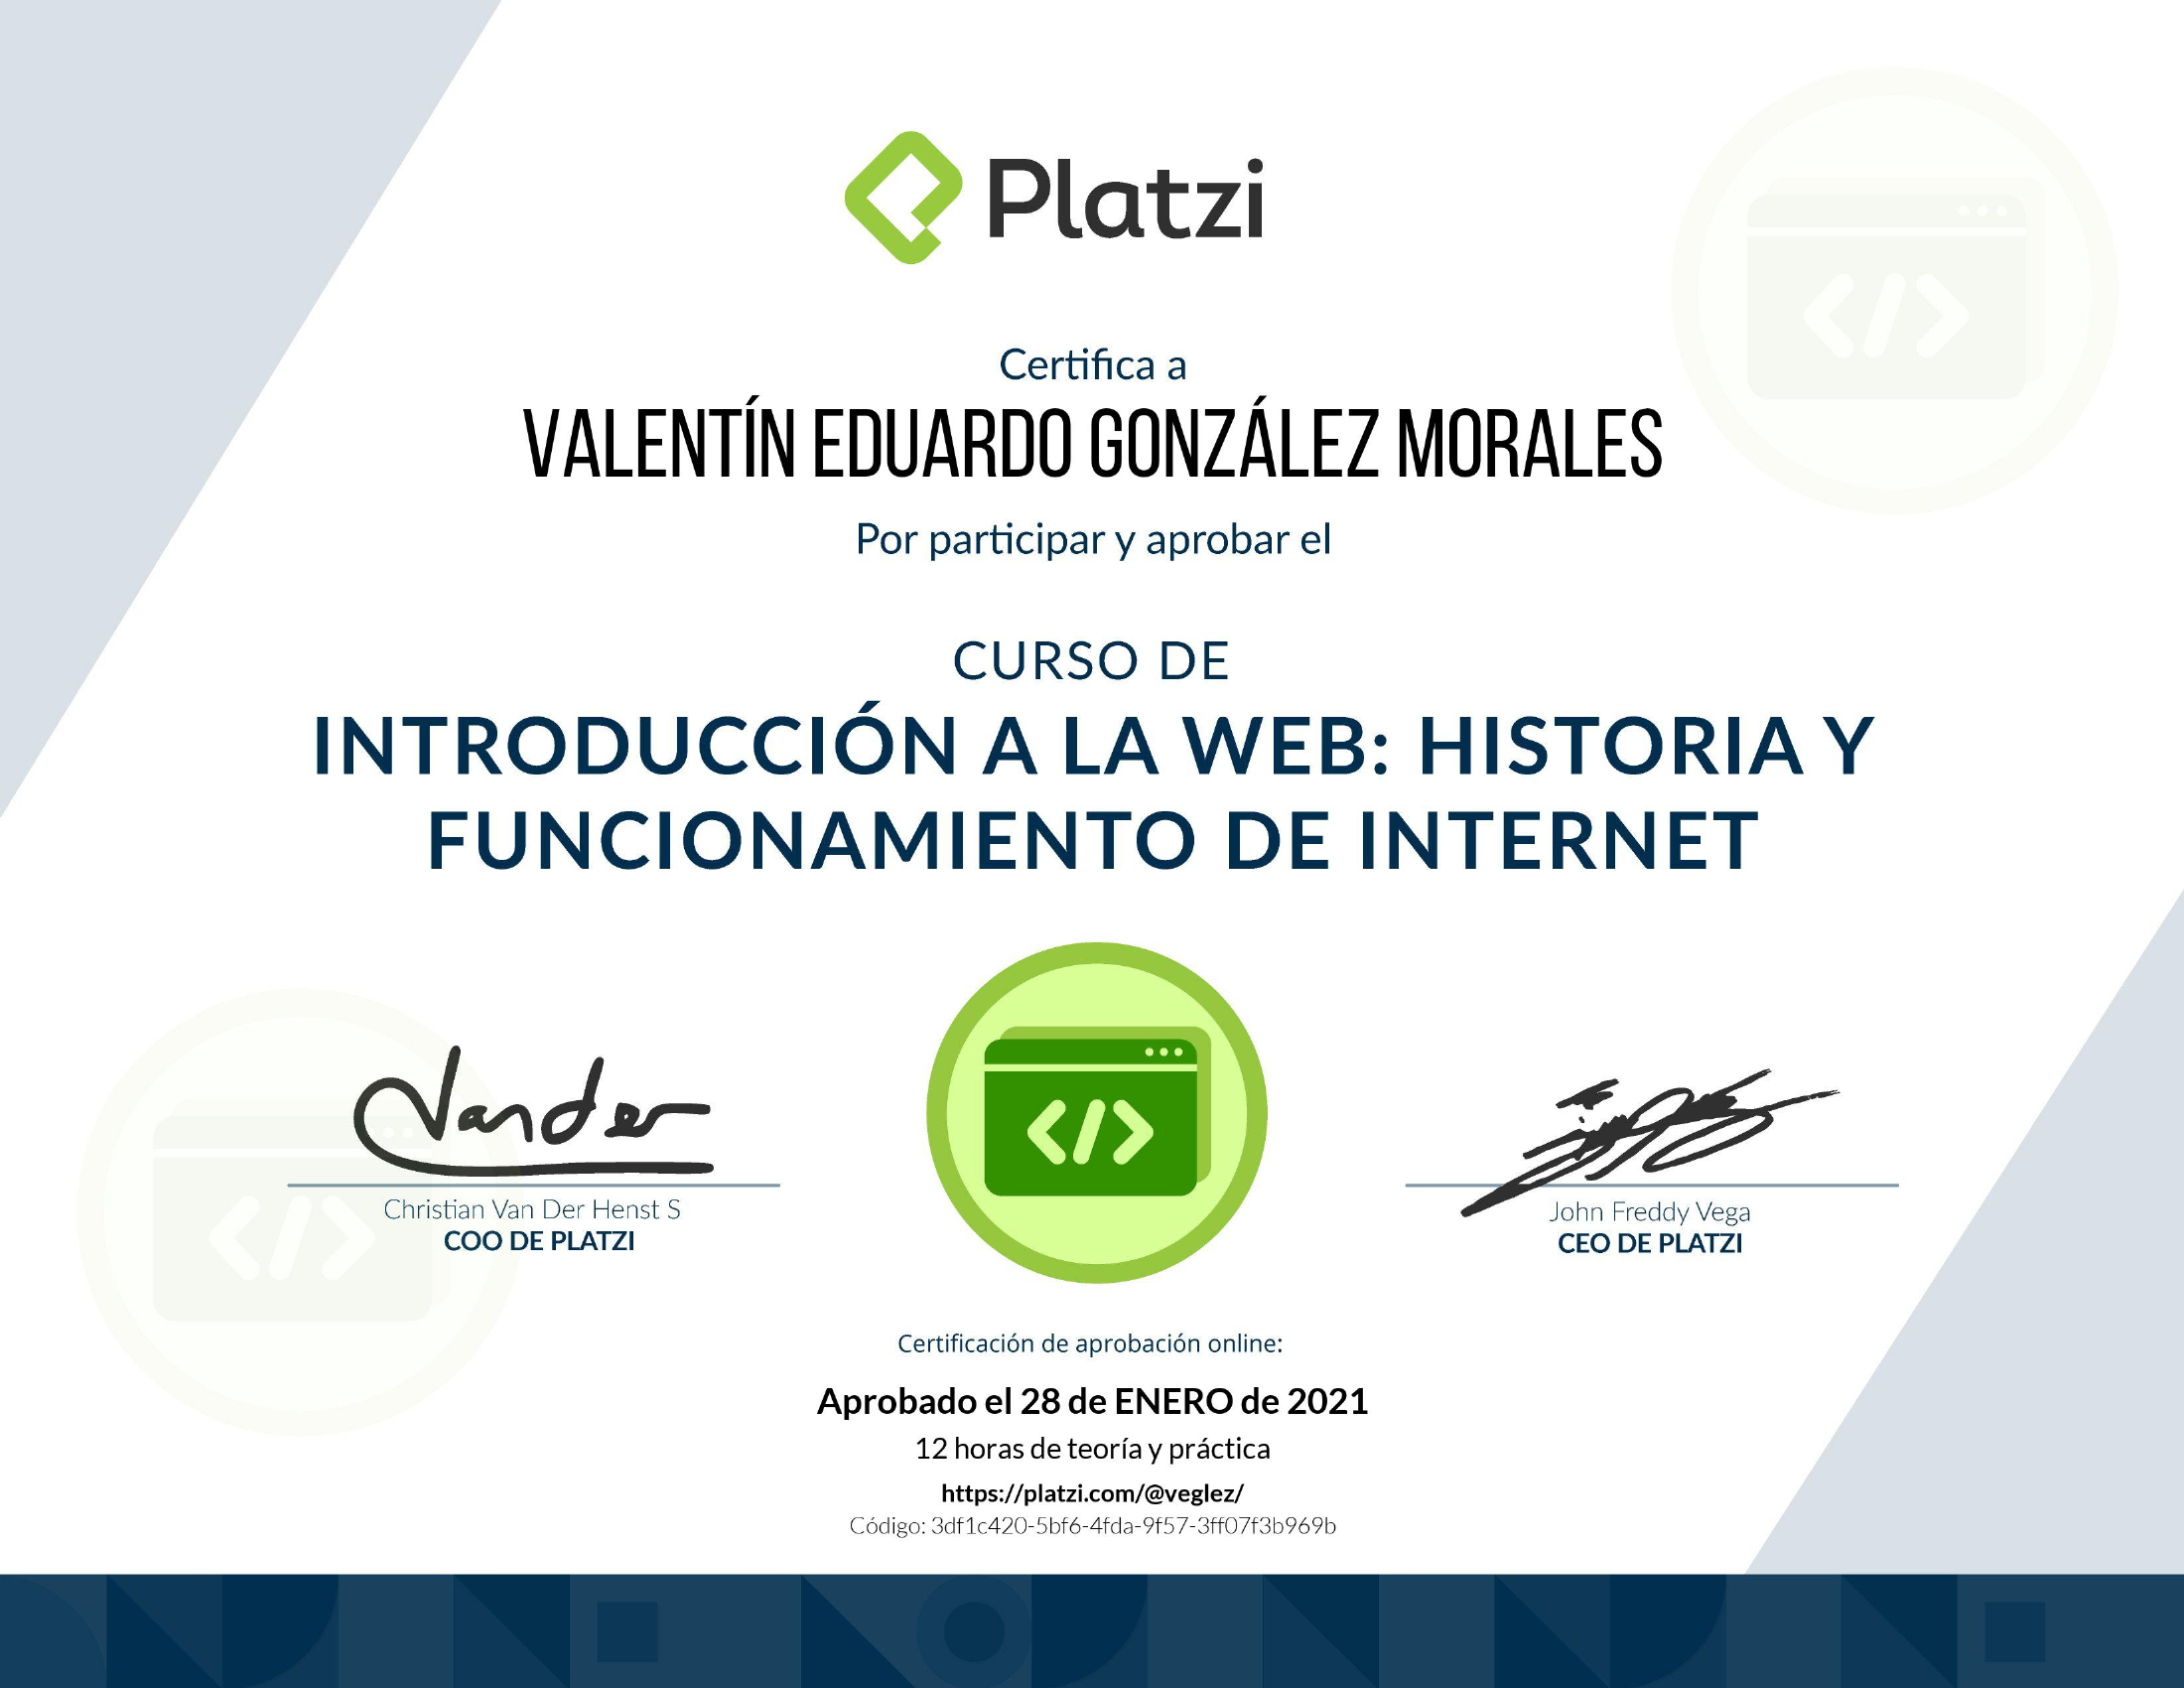 Platzi
Certifica a
VALENTÍN EDUARDO GONZÁLEZ MORALES
Por participar y aprobar el
CURSO DE
INTRODUCCIÓN A LA WEB: HISTORIA Y
FUNCIONAMIENTO DE INTERNET
Vander
Christian Van Der Henst S
COO DE PLATZI
</>
John Freddy Vega
CEO DE PLATZI
Certificación de aprobación online:
Aprobado el 28 de ENERO de 2021
12 horas de teoría y práctica
https://platzi.com/@veglez/
Código: 3df1c420-5bf6-4fda-9f57-3ff07f3b969b